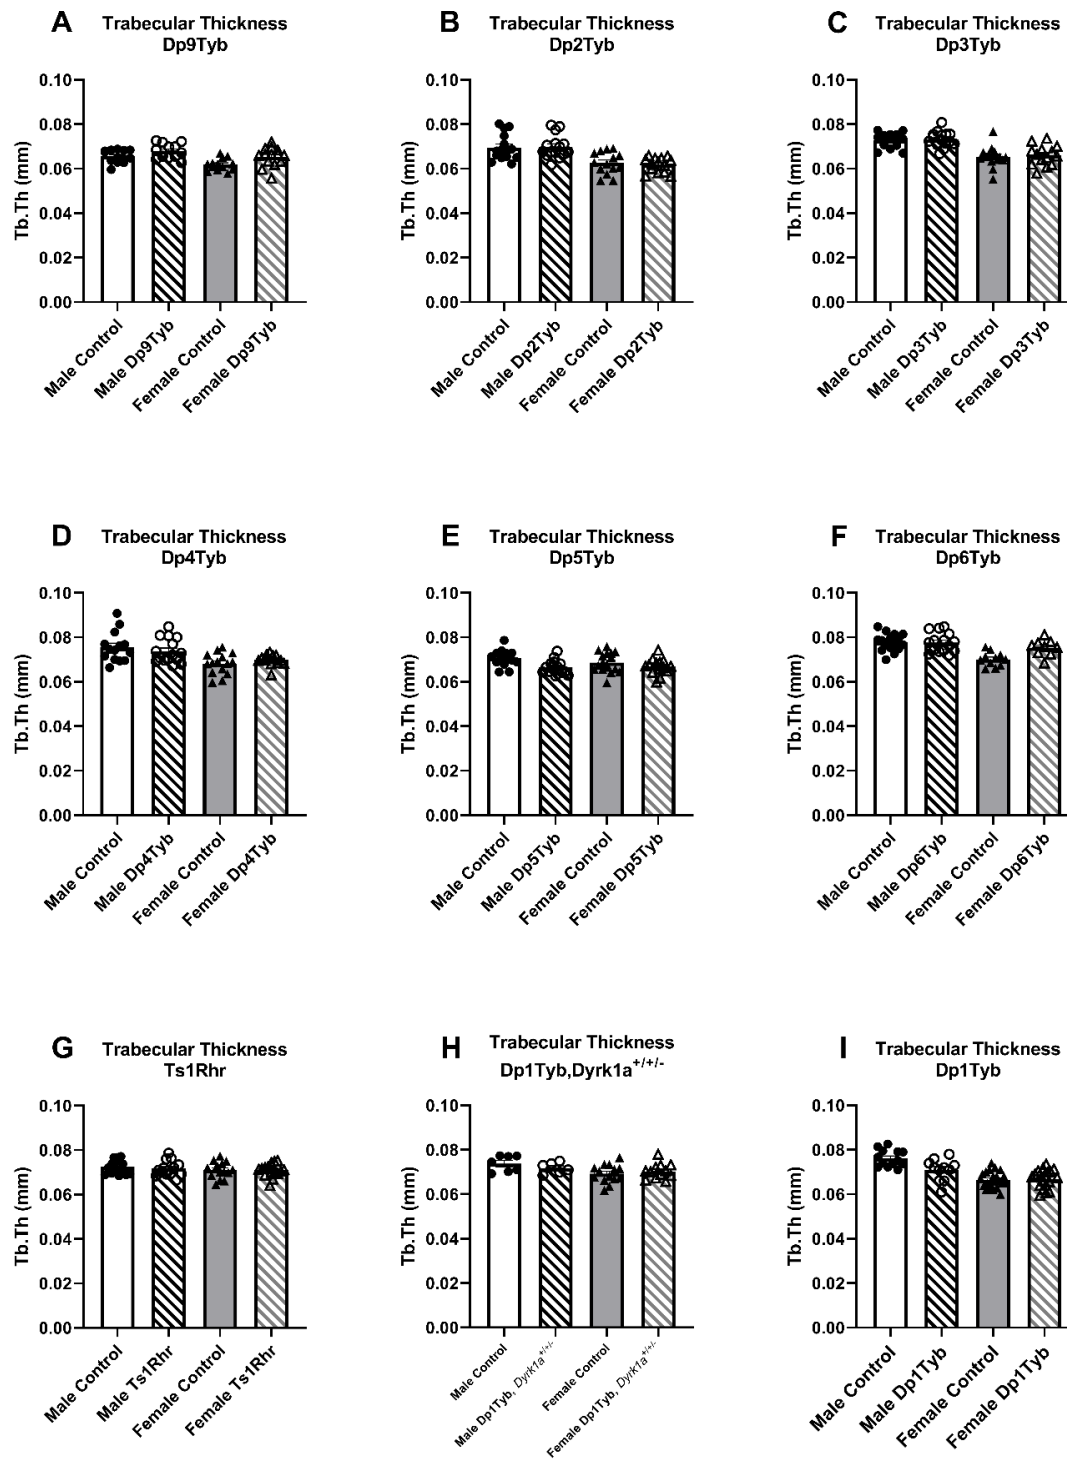 A Trabecular Thickness
Dp9Tyb
Tb.Th (mm)
0.10
0.08
0.06
0.04
0.02
0.00
Male Control
Male Dp9Tyb
Female Control
Female Dp9Tyb
B Trabecular Thickness
Dp2Tyb
Tb.Th (mm)
0.10
0.08
0.06
0.04
0.02
0.00
Male Control
Male Dp2Tyb
Female Control
Female Dp2Tyb
C Trabecular Thickness
Dp3Tyb
Tb.Th (mm)
0.10
0.08
0.06
0.04
0.02
0.00
Male Control
Male Dp3Tyb
Female Control
Female Dp3Tyb
D Trabecular Thickness
Dp4Tyb
Tb.Th (mm)
0.10
0.08
0.06
0.04
0.02
0.00
Male Control
Male Dp4Tyb
Female Control
Female Dp4Tyb
E Trabecular Thickness
Dp5Tyb
Tb.Th (mm)
0.10
0.08
0.06
0.04
0.02
0.00
Male Control
Male Dp5Tyb
Female Control
Female Dp5Tyb
F Trabecular Thickness
Dp6Tyb
Tb.Th (mm)
0.10
0.08
0.06
0.04
0.02
0.00
Male Control
Male Dp6Tyb
Female Control
Female Dp6Tyb
G Trabecular Thickness
Ts1Rhr
Tb.Th (mm)
0.10
0.08
0.06
0.04
0.02
0.00
Male Control
Male Ts1Rhr
Female Control
Female Ts1Rhr
H Trabecular Thickness
Dp1Tyb,Dyrk1a+/+/-
Tb.Th (mm)
0.10
0.08
0.06
0.04
0.02
0.00
Male Control
Male Dp1Tyb, Dyrk1a+/+/-
Female Control
Female Dp1Tyb, Dyrk1a+/+/-
I Trabecular Thickness
Dp1Tyb
Tb.Th (mm)
0.10
0.08
0.06
0.04
0.02
0.00
Male Control
Male Dp1Tyb
Female Control
Female Dp1Tyb